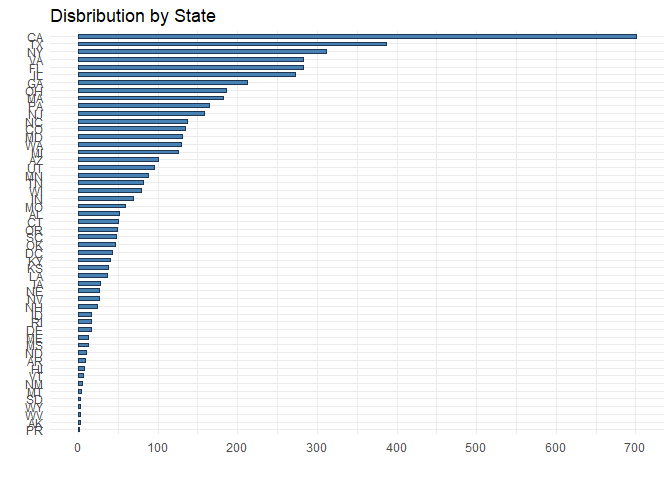 Disbribution by State
CA
TX
NY
VA
FL
IL
GA
OH
MA
PA
NJ
NC
CO
MD
WA
MI
AZ
UT
MN
TN
WI
IN
MO
AL
CT
OR
SC
OK
DC
KY
KS
LA
IA
NE
NV
NH
ID
RI
DE
ME
MS
ND
AR
HI
VT
NM
MT
SD
WY
WV
AK
PR
0 100 200 300 400 500 600 700